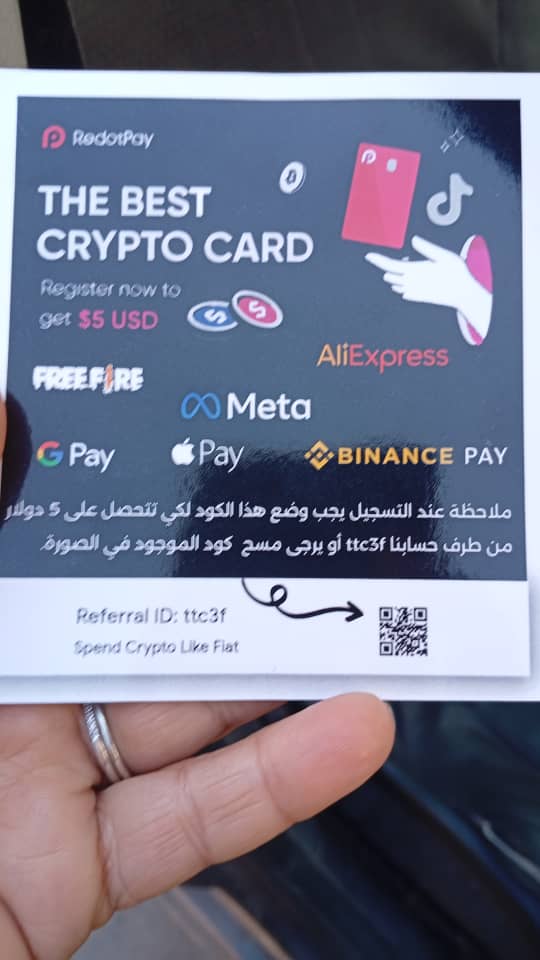 RedotPay
THE BEST
CRYPTO CARD
Register now to
get $5 USD
AliExpress
FREE FIRE
Meta
G Pay
Pay
BINANCE PAY
ملاحظة عند التسجيل يجب وضع هذا الكود لكي تتحصل على 5 دولار
من طرف حسابنا ttc3f أو يرجى مسح كود الموجود في الصورة.
Referral ID: ttc3f
Spend Crypto Like Fiat